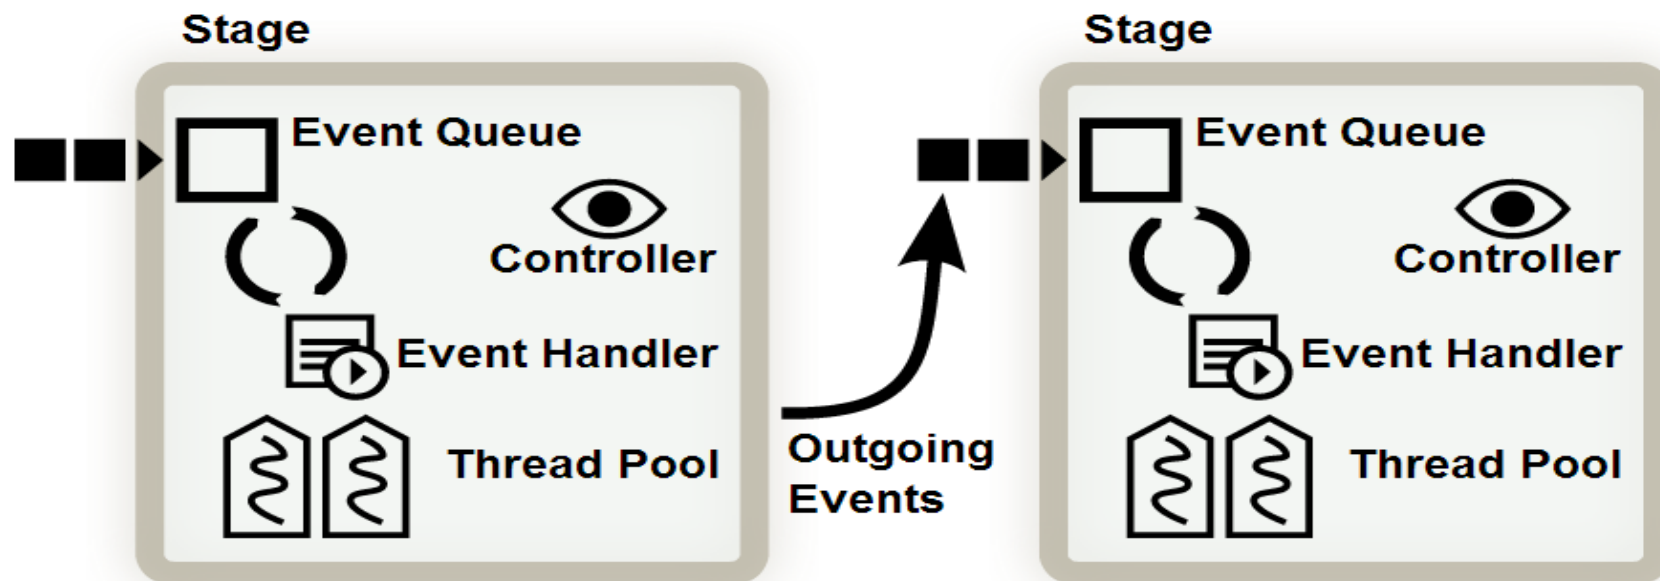 Stage
Event Queue
Controller
Event Handler
Thread Pool
Outgoing
Events
Stage
Event Queue
Controller
Event Handler
Thread Pool